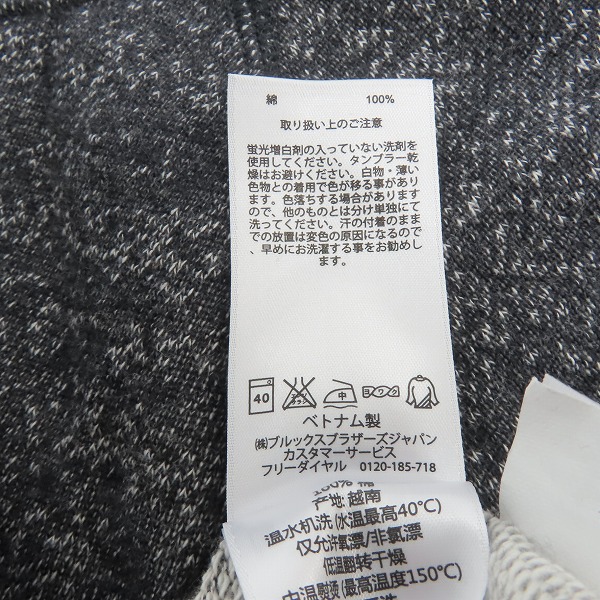 綿 100%
取り扱い上のご注意
蛍光増白剤の入っていない洗剤を
使用してください。タンブラー乾
燥はお避けください。白物・薄い
色物との着用で色が移る事があり
ます。色落ちする場合があります
ので、他のものとは分け単独にて
洗ってください。汗の付着のまま
での放置は変色の原因になるので
、早めにお洗濯する事をお勧めし
ます。
40 中 ヨワク
ベトナム製
(株)ブルックスブラザーズジャパン
カスタマーサービス
フリーダイヤル 0120-185-718
100% 棉
产地: 越南
温水机洗 (水温最高40°C)
仅允许氧漂/非氯漂
低温翻转干燥
中温熨烫(最高温度150°C)